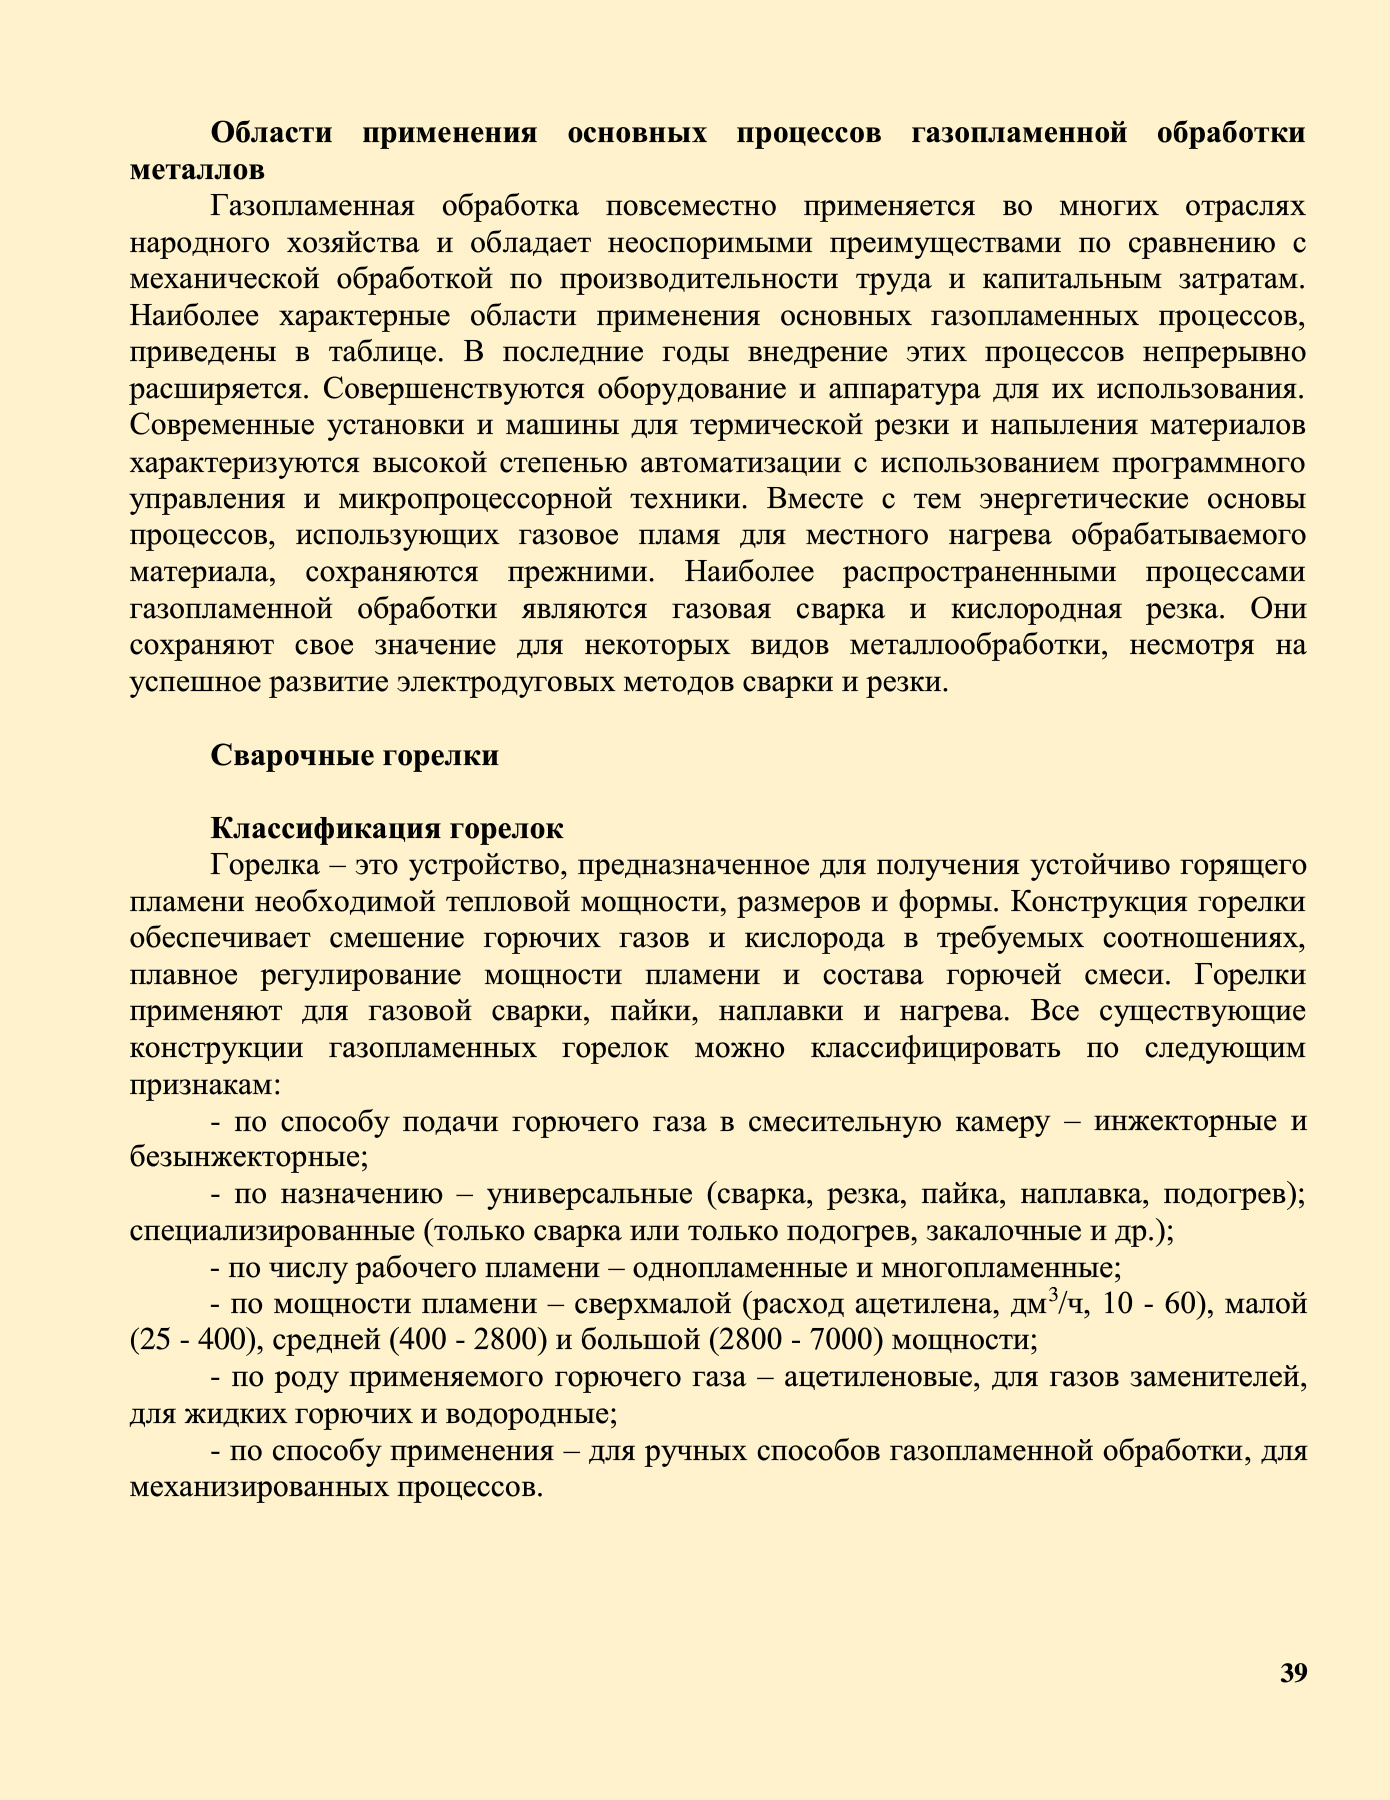 Области применения основных процессов газопламенной обработки
металлов
Газопламенная обработка повсеместно применяется во многих отраслях
народного хозяйства и обладает неоспоримыми преимуществами по сравнению с
механической обработкой по производительности труда и капитальным затратам.
Наиболее характерные области применения основных газопламенных процессов,
приведены в таблице. В последние годы внедрение этих процессов непрерывно
расширяется. Совершенствуются оборудование и аппаратура для их использования.
Современные установки и машины для термической резки и напыления материалов
характеризуются высокой степенью автоматизации с использованием программного
управления и микропроцессорной техники. Вместе с тем энергетические основы
процессов, использующих газовое пламя для местного нагрева обрабатываемого
материала, сохраняются прежними. Наиболее распространенными процессами
газопламенной обработки являются газовая сварка и кислородная резка. Они
сохраняют свое значение для некоторых видов металлообработки, несмотря на
успешное развитие электродуговых методов сварки и резки.
Сварочные горелки
Классификация горелок
Горелка – это устройство, предназначенное для получения устойчиво горящего
пламени необходимой тепловой мощности, размеров и формы. Конструкция горелки
обеспечивает смешение горючих газов и кислорода в требуемых соотношениях,
плавное регулирование мощности пламени и состава горючей смеси. Горелки
применяют для газовой сварки, пайки, наплавки и нагрева. Все существующие
конструкции газопламенных горелок можно классифицировать по следующим
признакам:
- по способу подачи горючего газа в смесительную камеру – инжекторные и
безынжекторные;
- по назначению – универсальные (сварка, резка, пайка, наплавка, подогрев);
специализированные (только сварка или только подогрев, закалочные и др.);
- по числу рабочего пламени – однопламенные и многопламенные;
- по мощности пламени – сверхмалой (расход ацетилена, дм³/ч, 10 - 60), малой
(25 - 400), средней (400 - 2800) и большой (2800 - 7000) мощности;
- по роду применяемого горючего газа – ацетиленовые, для газов заменителей,
для жидких горючих и водородные;
- по способу применения – для ручных способов газопламенной обработки, для
механизированных процессов.
39